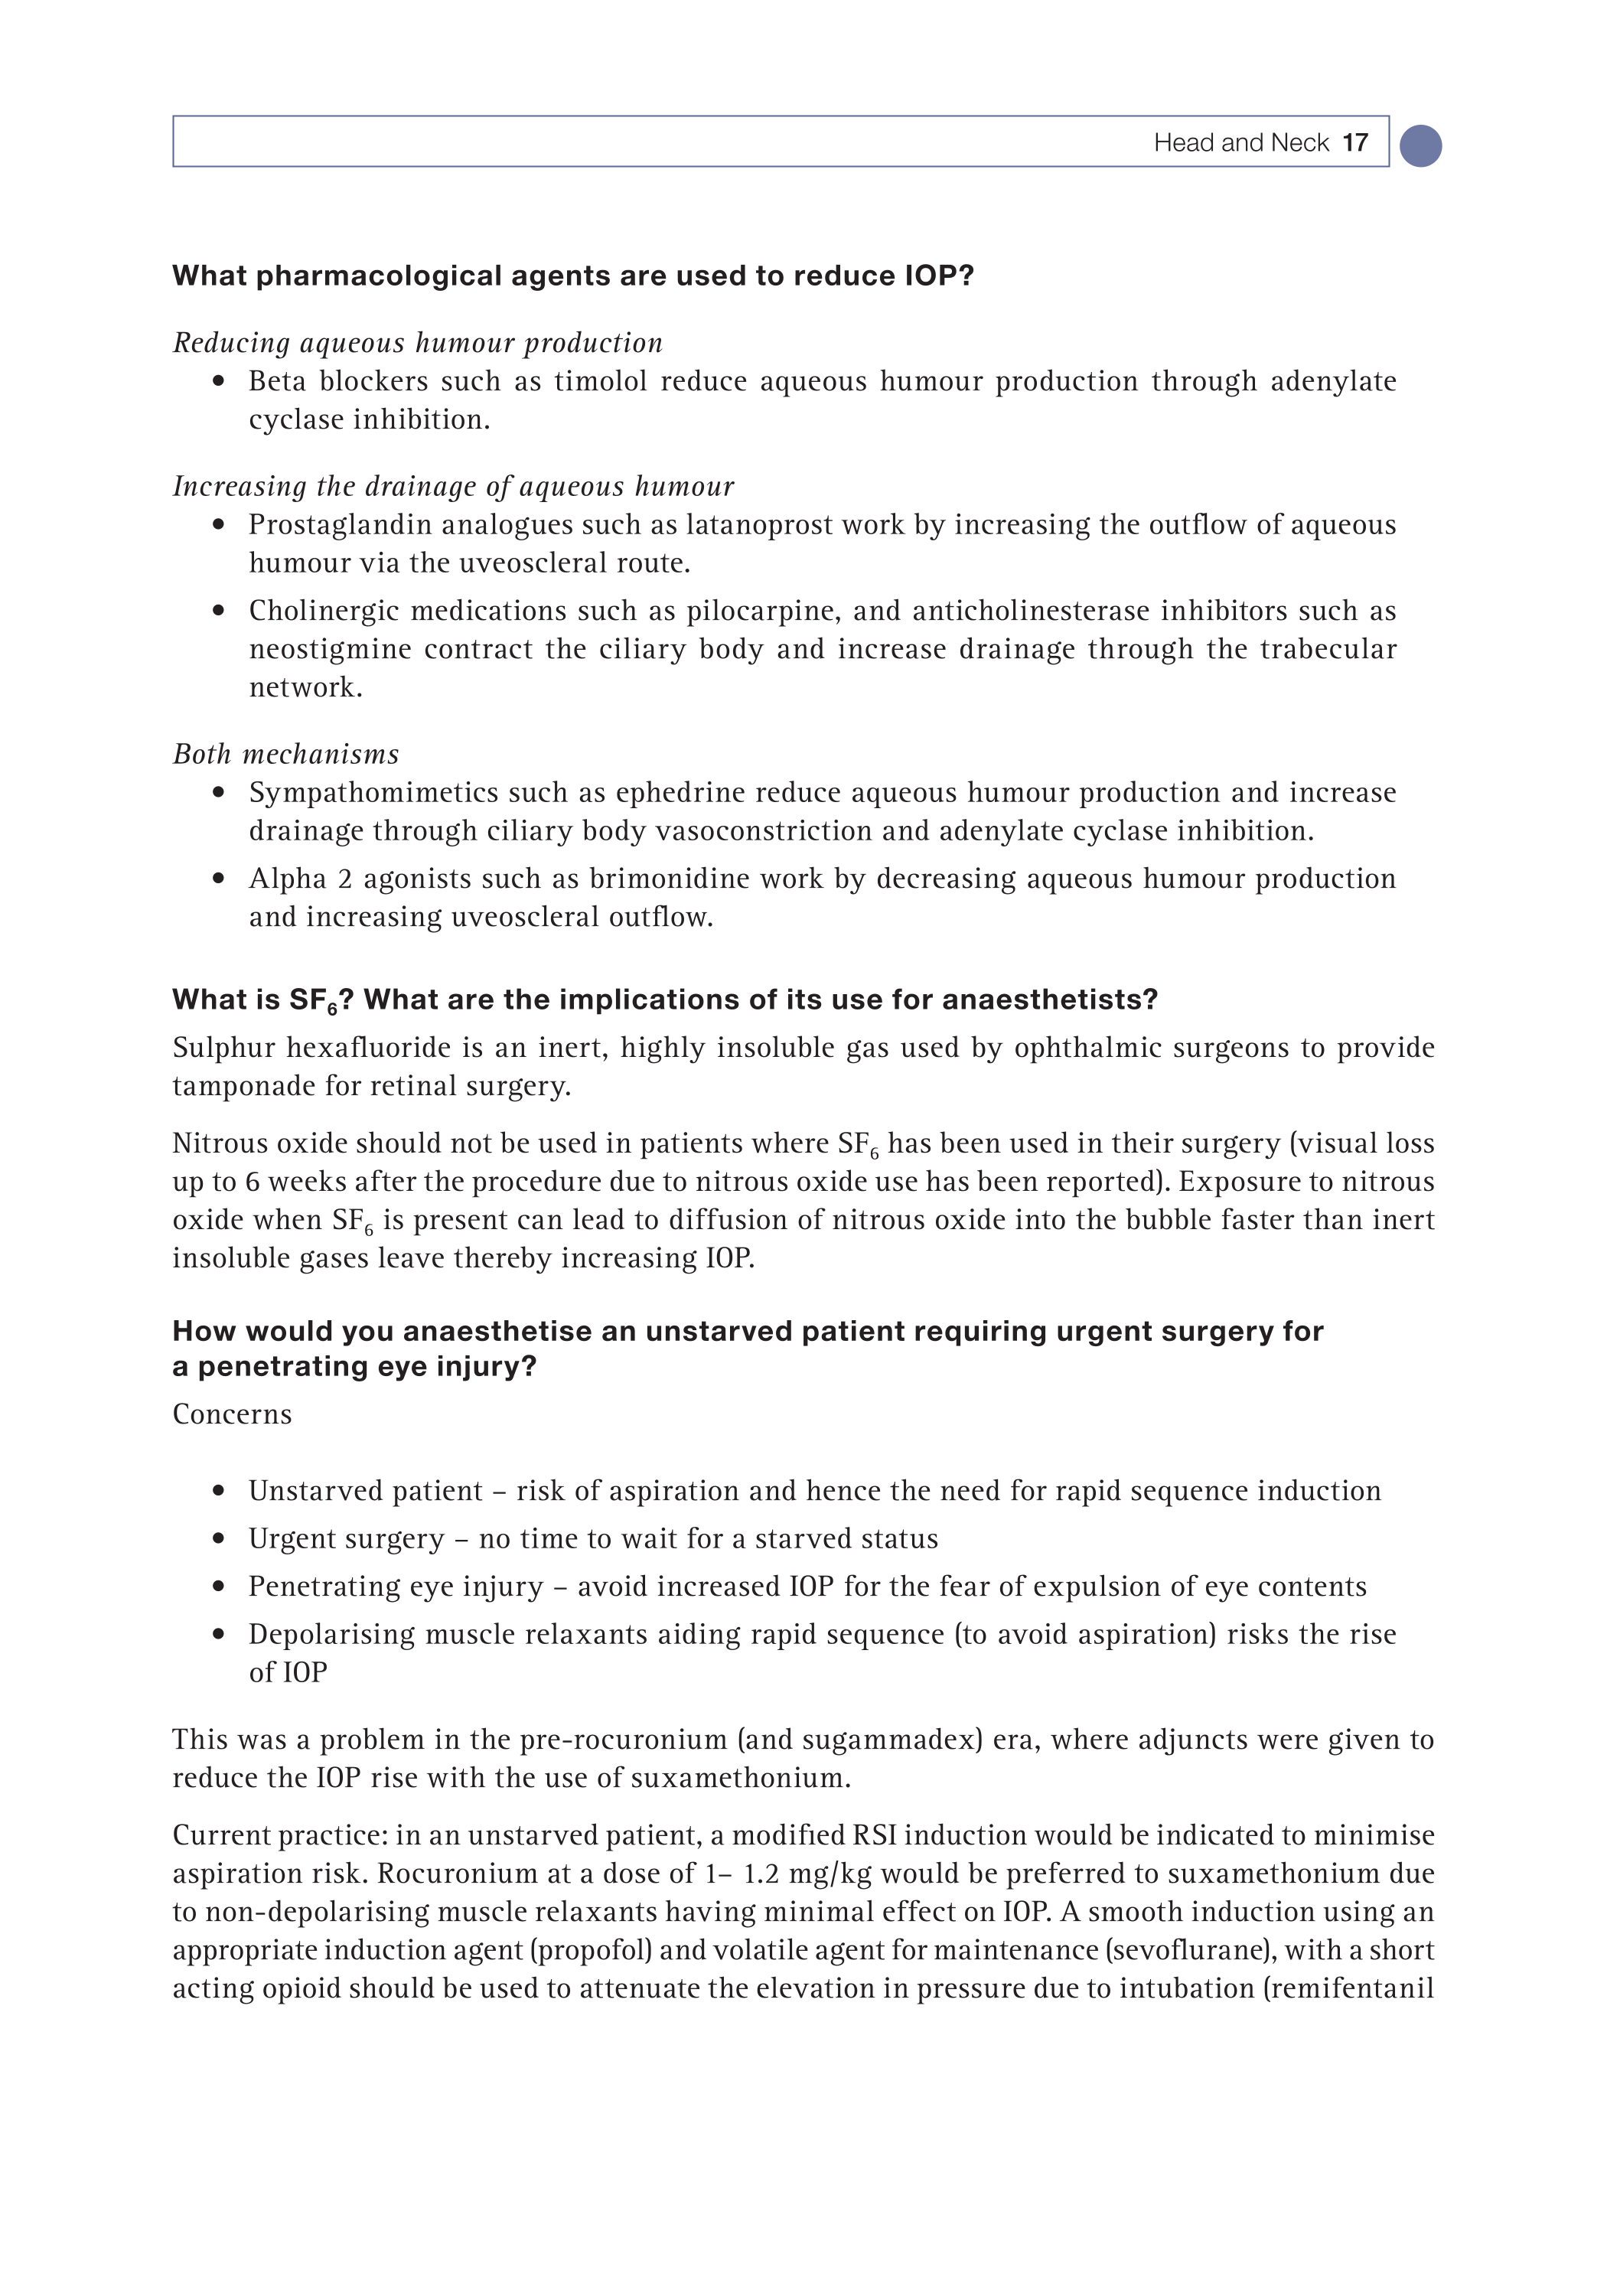 Head and Neck 17
What pharmacological agents are used to reduce IOP?
Reducing aqueous humour production
• Beta blockers such as timolol reduce aqueous humour production through adenylate
cyclase inhibition.
Increasing the drainage of aqueous humour
• Prostaglandin analogues such as latanoprost work by increasing the outflow of aqueous
humour via the uveoscleral route.
• Cholinergic medications such as pilocarpine, and anticholinesterase inhibitors such as
neostigmine contract the ciliary body and increase drainage through the trabecular
network.
Both mechanisms
• Sympathomimetics such as ephedrine reduce aqueous humour production and increase
drainage through ciliary body vasoconstriction and adenylate cyclase inhibition.
• Alpha 2 agonists such as brimonidine work by decreasing aqueous humour production
and increasing uveoscleral outflow.
What is SF₆? What are the implications of its use for anaesthetists?
Sulphur hexafluoride is an inert, highly insoluble gas used by ophthalmic surgeons to provide
tamponade for retinal surgery.
Nitrous oxide should not be used in patients where SF₆ has been used in their surgery (visual loss
up to 6 weeks after the procedure due to nitrous oxide use has been reported). Exposure to nitrous
oxide when SF₆ is present can lead to diffusion of nitrous oxide into the bubble faster than inert
insoluble gases leave thereby increasing IOP.
How would you anaesthetise an unstarved patient requiring urgent surgery for
a penetrating eye injury?
Concerns
• Unstarved patient – risk of aspiration and hence the need for rapid sequence induction
• Urgent surgery – no time to wait for a starved status
• Penetrating eye injury – avoid increased IOP for the fear of expulsion of eye contents
• Depolarising muscle relaxants aiding rapid sequence (to avoid aspiration) risks the rise
of IOP
This was a problem in the pre-rocuronium (and sugammadex) era, where adjuncts were given to
reduce the IOP rise with the use of suxamethonium.
Current practice: in an unstarved patient, a modified RSI induction would be indicated to minimise
aspiration risk. Rocuronium at a dose of 1– 1.2 mg/kg would be preferred to suxamethonium due
to non-depolarising muscle relaxants having minimal effect on IOP. A smooth induction using an
appropriate induction agent (propofol) and volatile agent for maintenance (sevoflurane), with a short
acting opioid should be used to attenuate the elevation in pressure due to intubation (remifentanil